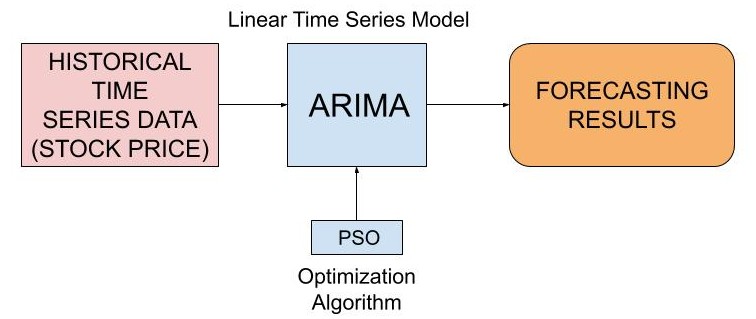 Linear Time Series Model
HISTORICAL
TIME
SERIES DATA
(STOCK PRICE)
ARIMA
FORECASTING
RESULTS
PSO
Optimization
Algorithm